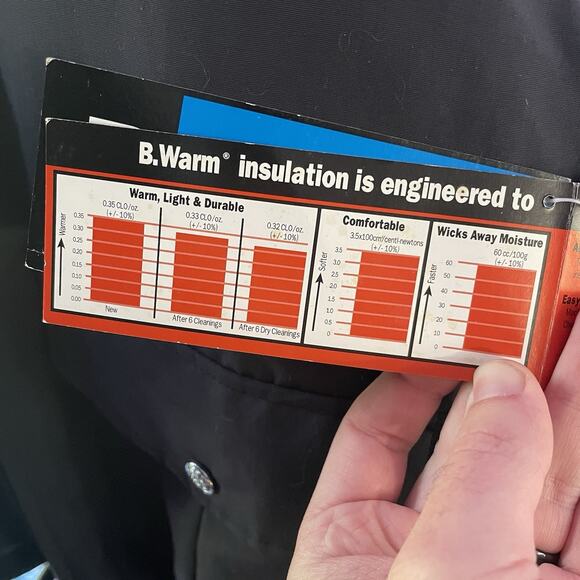 B.Warm® insulation is engineered to
Warm, Light & Durable
0.35 CLO/oz.
(+/- 10%)
0.33 CLO/oz.
(+/- 10%)
0.32 CLO/oz.
(+/- 10%)
Warmer
0.35
0.30
0.25
0.20
0.15
0.10
0.05
0.00
New
After 6 Cleanings
After 6 Dry Cleanings
Comfortable
3.5x100cm²/centi-newtons
(+/- 10%)
Softer
3.5
3.0
2.5
2.0
1.5
1.0
0.5
0
Wicks Away Moisture
60 cc/100g
(+/- 10%)
Faster
60
50
40
30
20
10
0
Easy